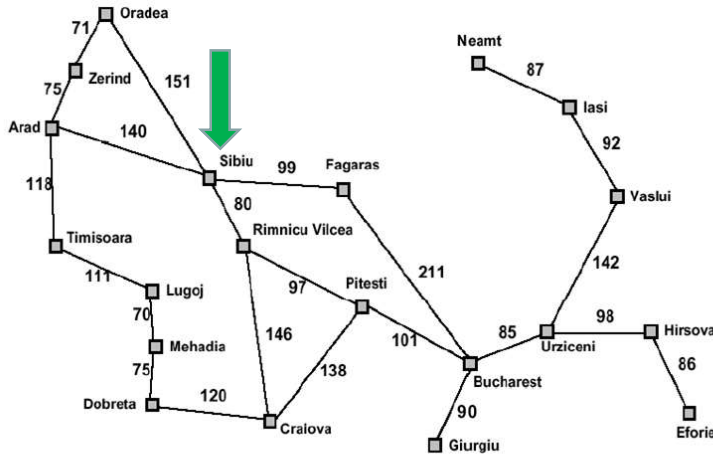 Oradea
71
Neamt
87
Zerind
151
75
Iasi
Arad
140
92
Sibiu
99
Fagaras
118
80
Vaslui
Rimnicu Vilcea
Timisoara
211
142
111
Lugoj
97
Pitesti
70
98
146
85
Hirsova
Mehadia
101
Urziceni
138
86
75
Bucharest
120
90
Dobreta
Craiova
Eforie
Giurgiu